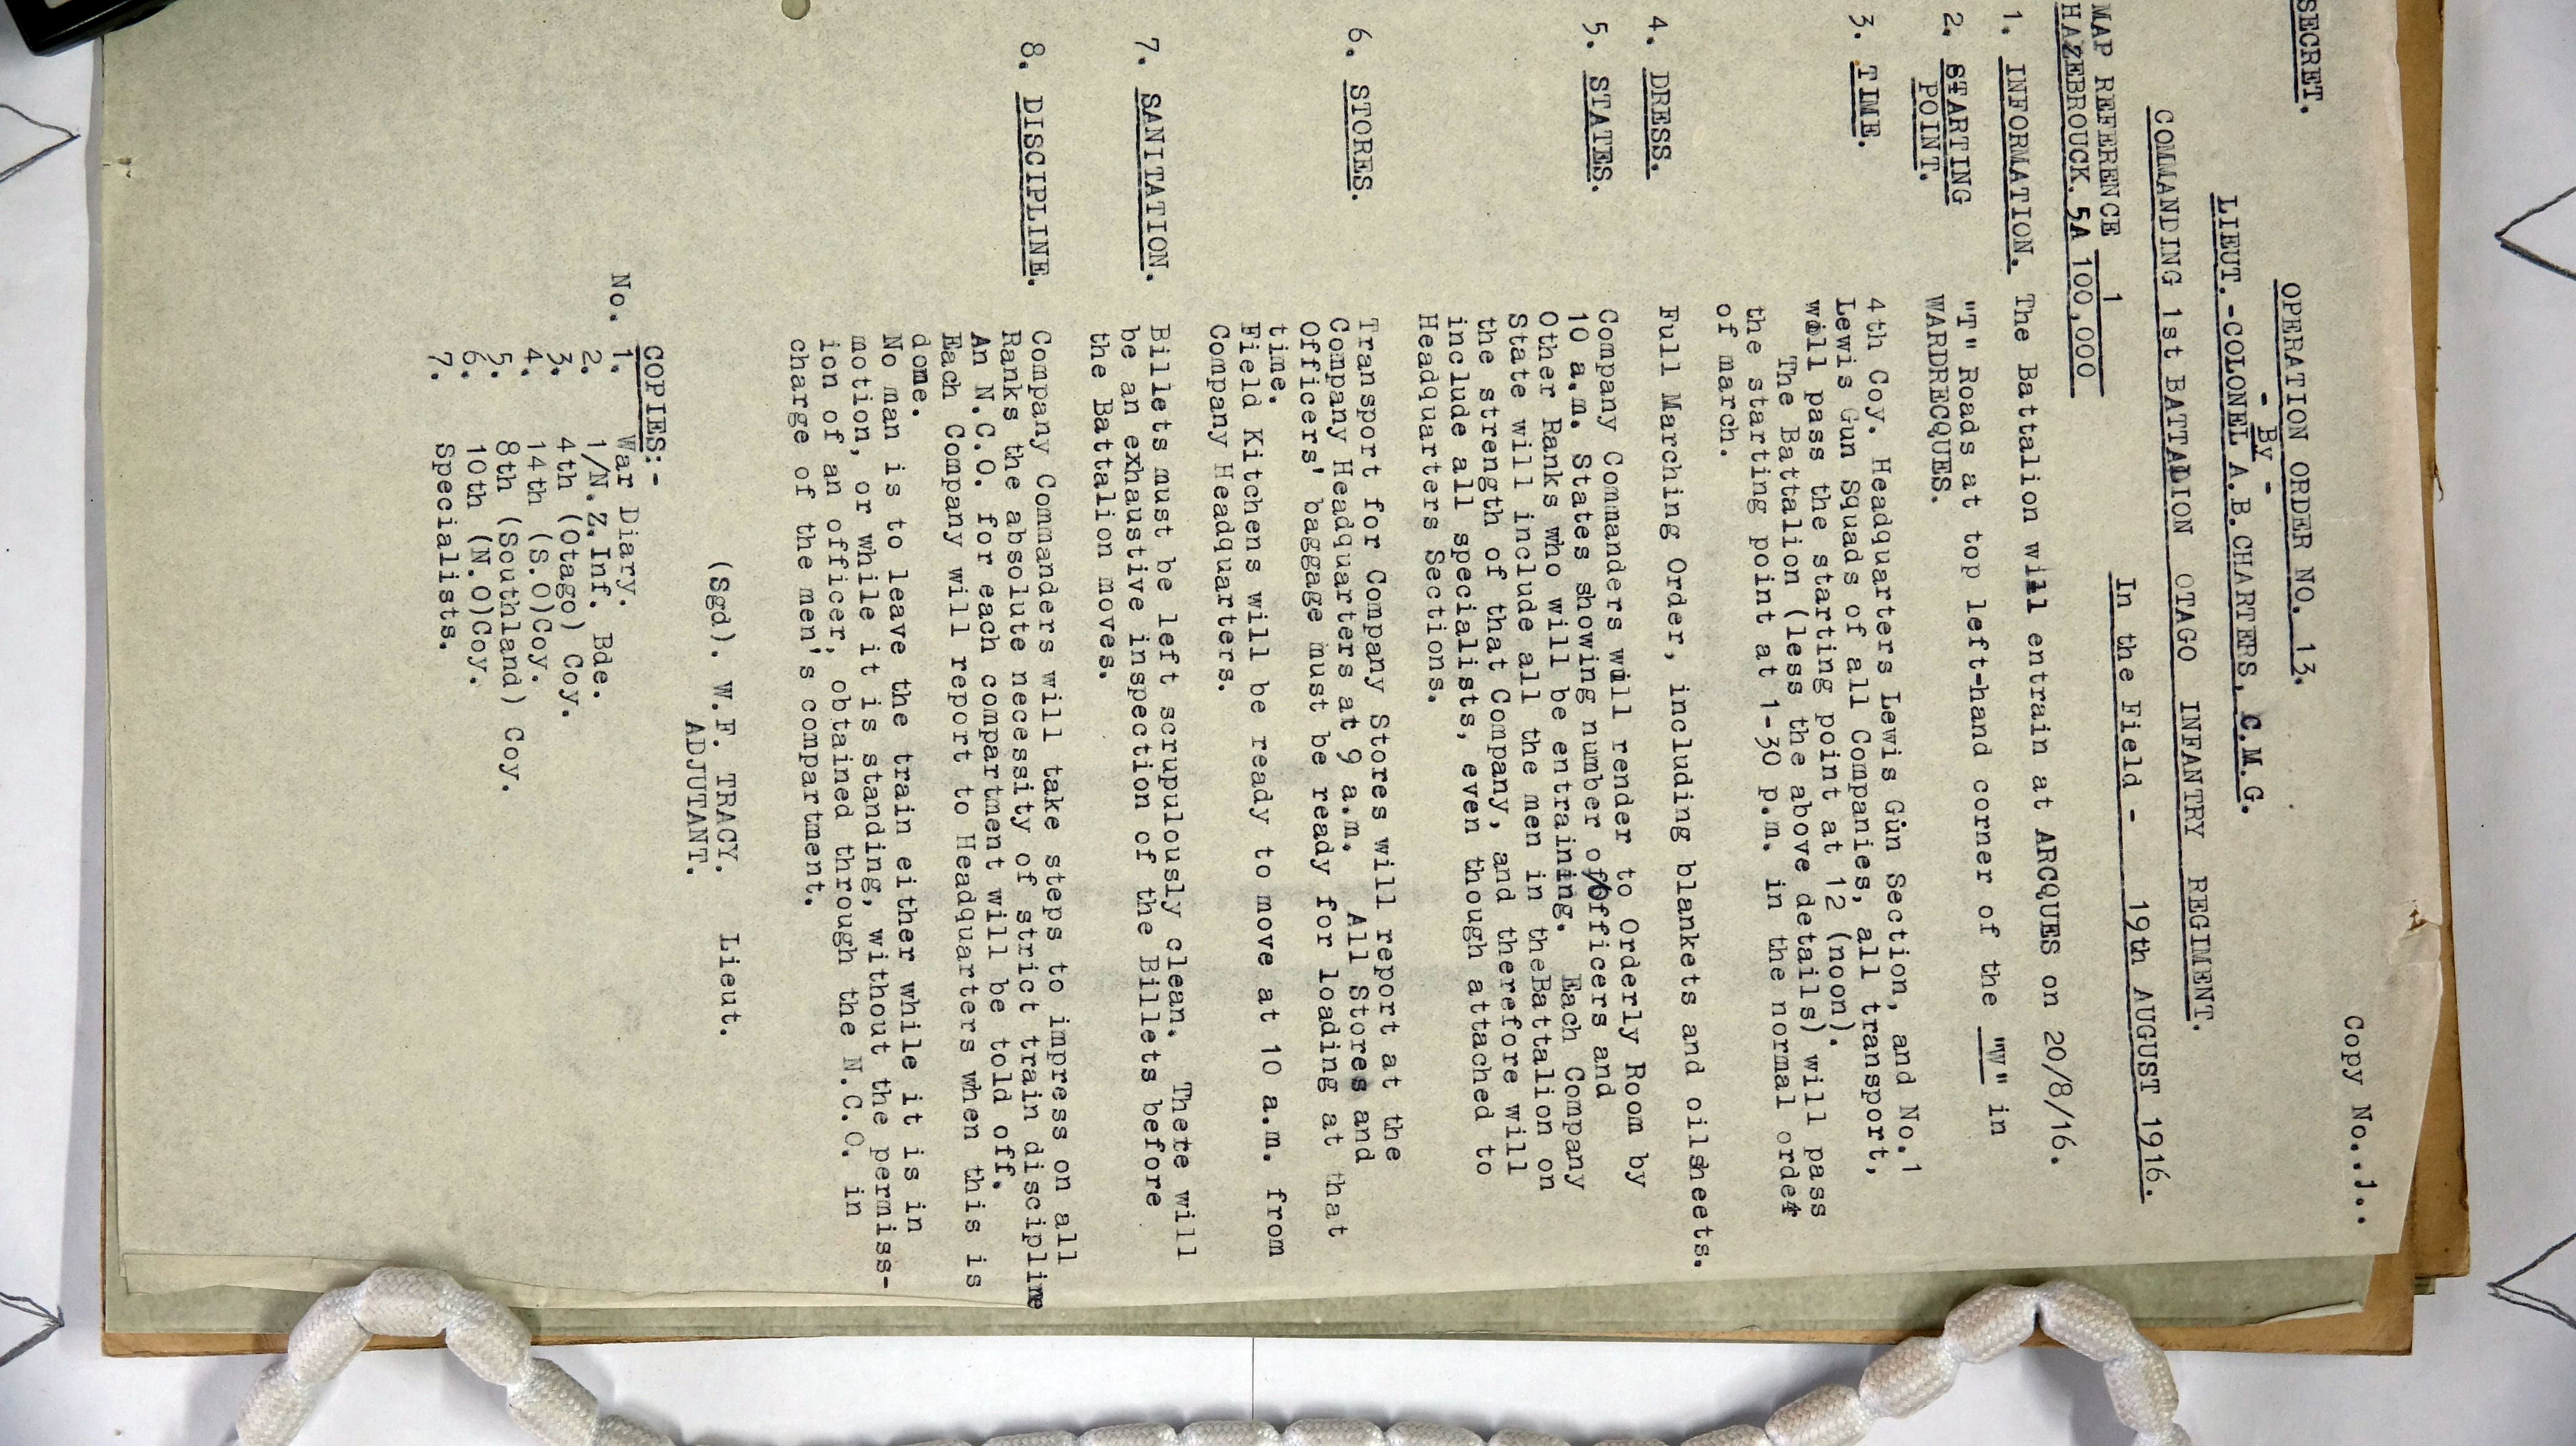 Copy No..1..
SECRET.
OPERATION ORDER NO. 13.
- By -
LIEUT.-COLONEL A.B.CHARTERS, C.M.G.
COMMANDING 1st BATTALION OTAGO INFANTRY REGIMENT.
In the Field - 19th AUGUST 1916.
MAP REFERENCE 1
HAZEBROUCK. 5A 100,000
1. INFORMATION. The Battalion will entrain at ARCQUES on 20/8/16.
2. STARTING "T" Roads at top left-hand corner of the "W" in
POINT. WARDRECQUES.
3. TIME. 4th Coy. Headquarters Lewis Gun Section, and No.1
Lewis Gun Squads of all Companies, all transport,
will pass the starting point at 12 (noon).
The Battalion (less the above details) will pass
the starting point at 1-30 p.m. in the normal order
of march.
4. DRESS. Full Marching Order, including blankets and oilsheets.
5. STATES. Company Commanders will render to Orderly Room by
10 a.m. States showing number of Officers and
Other Ranks who will be entraining. Each Company
State will include all the men in theBattalion on
the strength of that Company, and therefore will
include all specialists, even though attached to
Headquarters Sections.
6. STORES. Transport for Company Stores will report at the
Company Headquarters at 9 a.m. All Stores and
Officers' baggage must be ready for loading at that
time.
Field Kitchens will be ready to move at 10 a.m. from
Company Headquarters.
7. SANITATION. Billets must be left scrupulously clean. There will
be an exhaustive inspection of the Billets before
the Battalion moves.
8. DISCIPLINE. Company Commanders will take steps to impress on all
Ranks the absolute necessity of strict train discipline
An N.C.O. for each compartment will be told off.
Each Company will report to Headquarters when this is
done.
No man is to leave the train either while it is in
motion, or while it is standing, without the permiss-
ion of an officer, obtained through the N.C.O. in
charge of the men's compartment.
(Sgd). W.F. TRACY. Lieut.
ADJUTANT.
COPIES:-
No. 1. War Diary.
2. 1/N.Z.Inf. Bde.
3. 4th (Otago) Coy.
4. 14th (S.O)Coy.
5. 8th (Southland) Coy.
6. 10th (N.O)Coy.
7. Specialists.